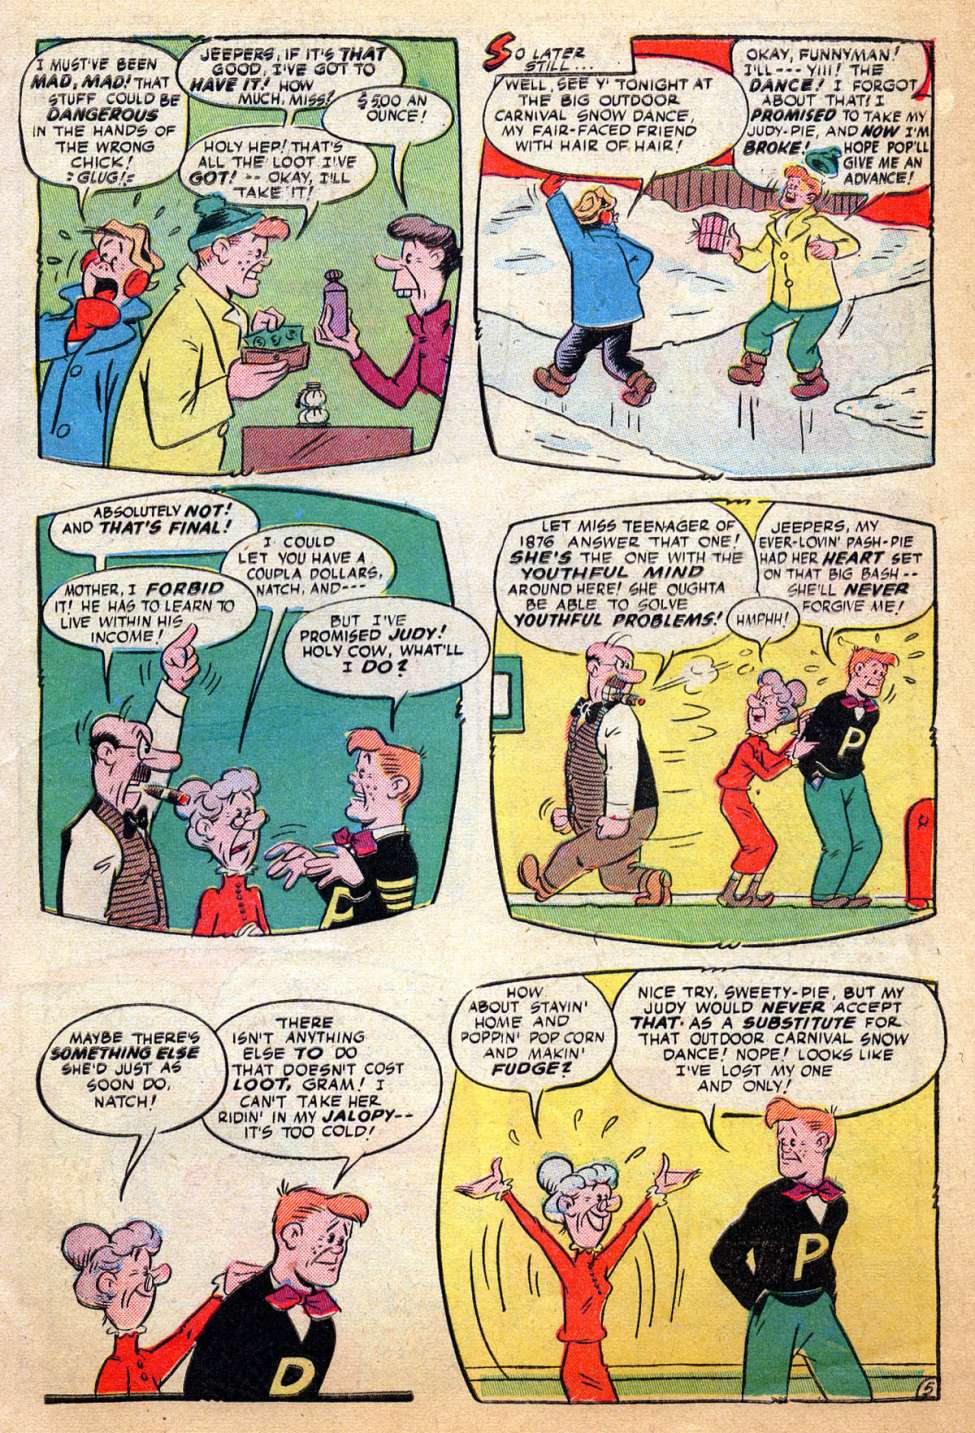 I MUST'VE BEEN
MAD, MAD! THAT
STUFF COULD BE
DANGEROUS
IN THE HANDS OF
THE WRONG
CHICK!
=GLUG!=
JEEPERS, IF IT'S THAT
GOOD, I'VE GOT TO
HAVE IT! HOW
MUCH, MISS?
$5.00 AN
OUNCE!
HOLY HEP! THAT'S
ALL THE LOOT I'VE
GOT! -- OKAY, I'LL
TAKE IT!
SO LATER
STILL...
WELL, SEE Y' TONIGHT AT
THE BIG OUTDOOR
CARNIVAL SNOW DANCE,
MY FAIR-FACED FRIEND
WITH HAIR OF HAIR!
OKAY, FUNNYMAN!
I'LL --- YIII! THE
DANCE! I FORGOT
ABOUT THAT! I
PROMISED TO TAKE MY
JUDY-PIE, AND NOW I'M
BROKE! HOPE POP'LL
GIVE ME AN
ADVANCE!
ABSOLUTELY NOT!
AND THAT'S FINAL!
I COULD
LET YOU HAVE A
COUPLA DOLLARS,
NATCH, AND---
MOTHER, I FORBID
IT! HE HAS TO LEARN TO
LIVE WITHIN HIS
INCOME!
BUT I'VE
PROMISED JUDY!
HOLY COW, WHAT'LL
I DO?
P
LET MISS TEENAGER OF
1876 ANSWER THAT ONE!
SHE'S THE ONE WITH THE
YOUTHFUL MIND
AROUND HERE! SHE OUGHTA
BE ABLE TO SOLVE
YOUTHFUL PROBLEMS!
HMPHH!
JEEPERS, MY
EVER-LOVIN' PASH-PIE
HAD HER HEART SET
ON THAT BIG BASH--
SHE'LL NEVER
FORGIVE ME!
P
MAYBE THERE'S
SOMETHING ELSE
SHE'D JUST AS
SOON DO,
NATCH!
THERE
ISN'T ANYTHING
ELSE TO DO
THAT DOESN'T COST
LOOT, GRAM! I
CAN'T TAKE HER
RIDIN' IN MY JALOPY--
IT'S TOO COLD!
P
HOW
ABOUT STAYIN'
HOME AND
POPPIN' POP CORN
AND MAKIN'
FUDGE?
NICE TRY, SWEETY-PIE, BUT MY
JUDY WOULD NEVER ACCEPT
THAT AS A SUBSTITUTE FOR
THAT OUTDOOR CARNIVAL SNOW
DANCE! NOPE! LOOKS LIKE
I'VE LOST MY ONE
AND ONLY!
P
5